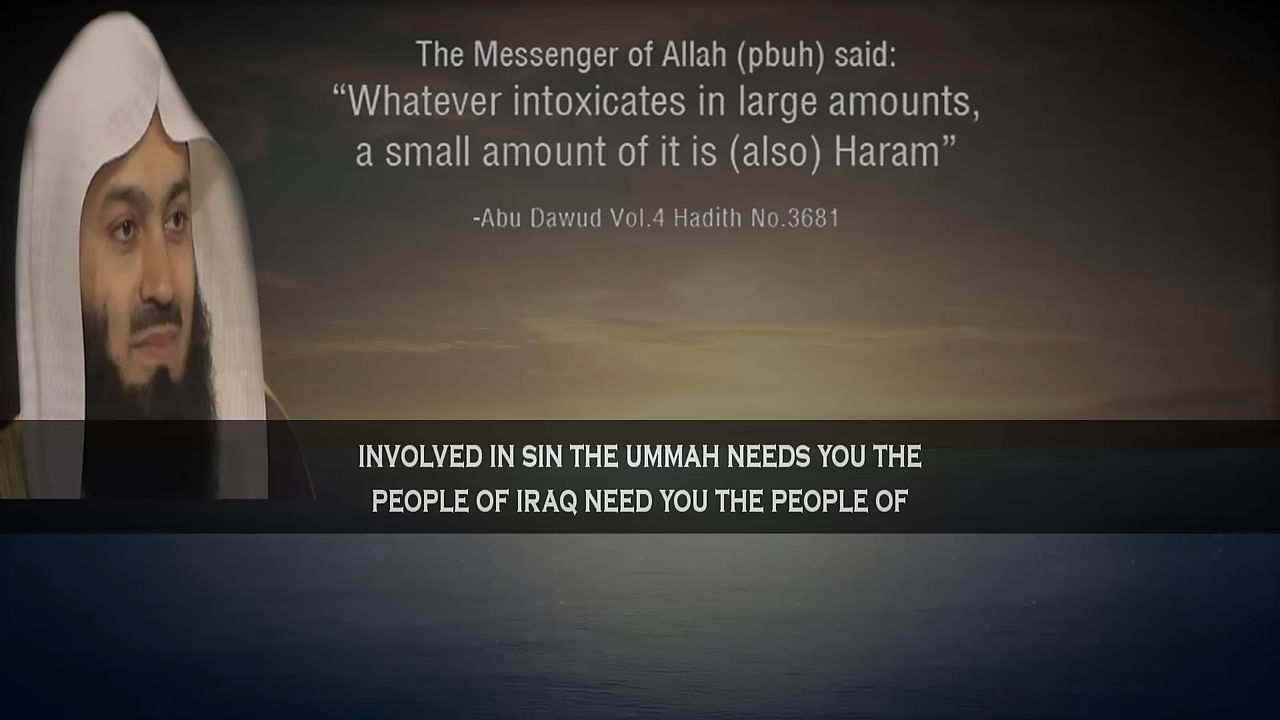 The Messenger of Allah (pbuh) said:
“Whatever intoxicates in large amounts,
a small amount of it is (also) Haram”
-Abu Dawud Vol.4 Hadith No.3681
INVOLVED IN SIN THE UMMAH NEEDS YOU THE
PEOPLE OF IRAQ NEED YOU THE PEOPLE OF